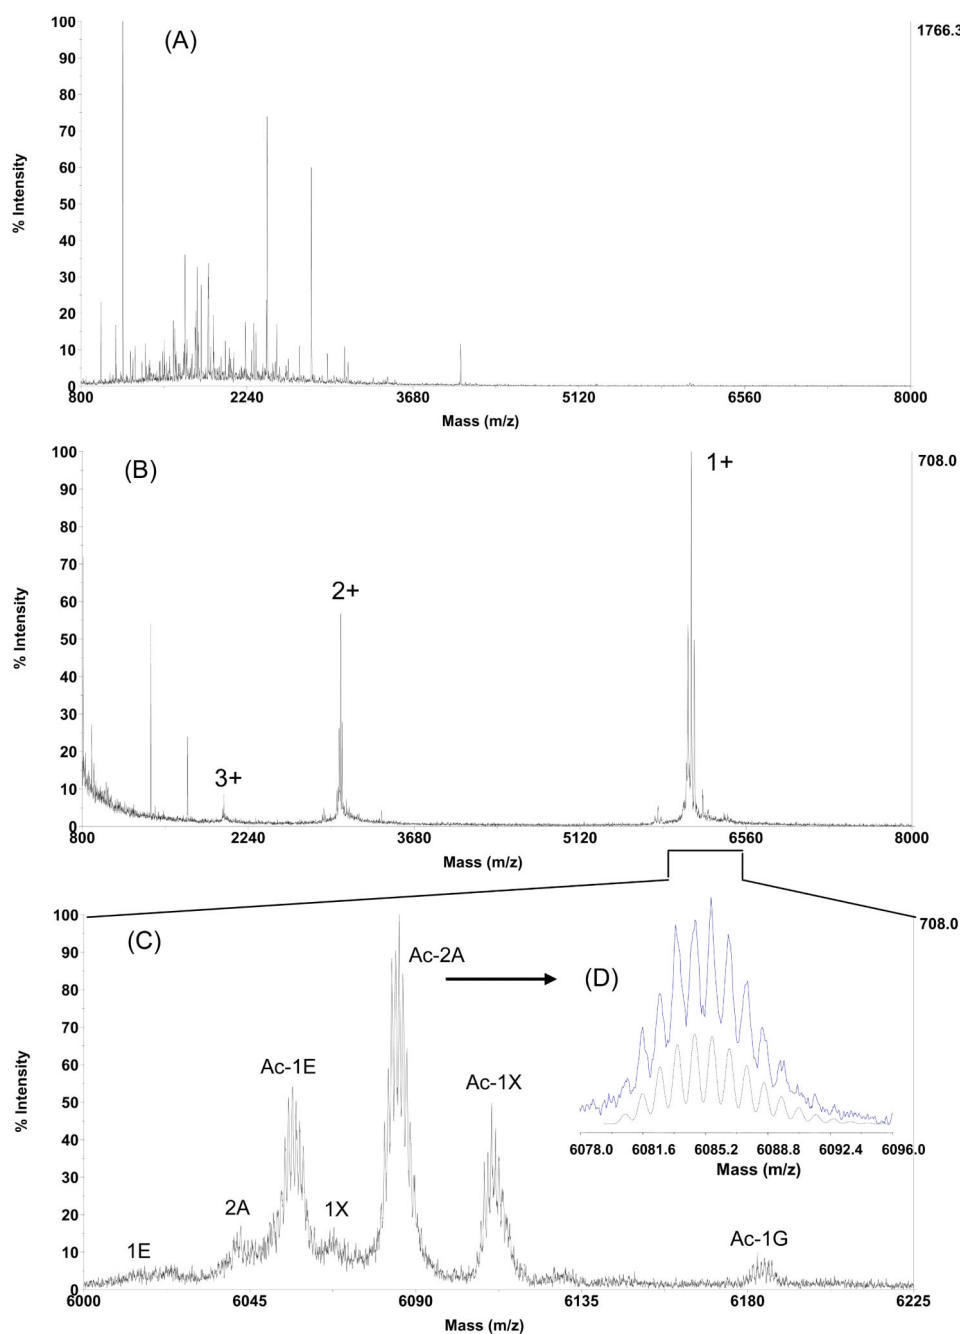 (A)
1766.3
100
90
80
70
60
50
40
30
20
10
0
% Intensity
800 2240 3680 5120 6560 8000
Mass (m/z)
(B)
708.0
1+
2+
3+
100
90
80
70
60
50
40
30
20
10
0
% Intensity
800 2240 3680 5120 6560 8000
Mass (m/z)
(C)
708.0
100
90
80
70
60
50
40
30
20
10
0
% Intensity
Ac-2A
(D)
Ac-1E
Ac-1X
2A
1X
1E
Ac-1G
6078.0 6081.6 6085.2 6088.8 6092.4 6096.0
Mass (m/z)
6000 6045 6090 6135 6180 6225
Mass (m/z)